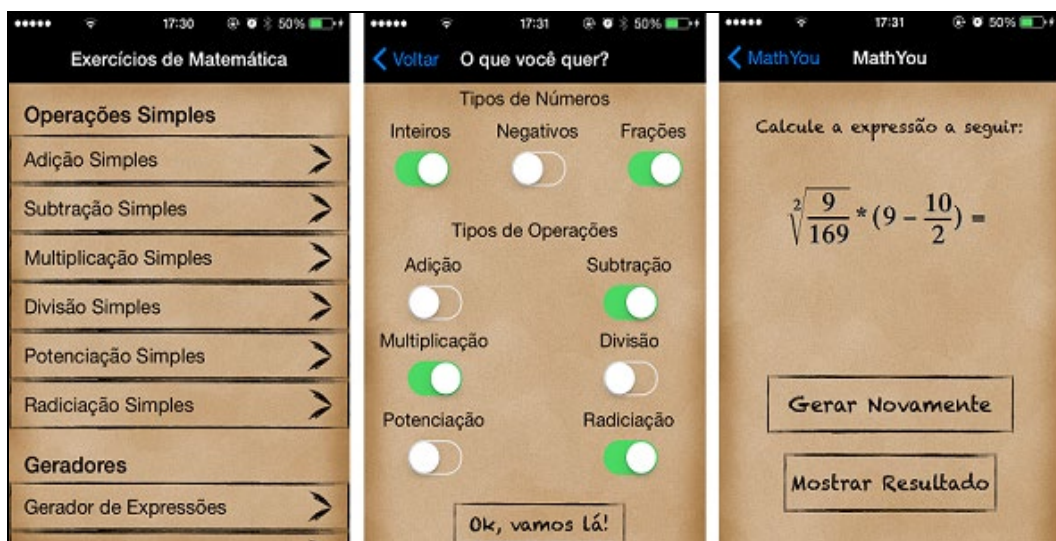 17:30 50%
Exercícios de Matemática
Operações Simples
Adição Simples
Subtração Simples
Multiplicação Simples
Divisão Simples
Potenciação Simples
Radiciação Simples
Geradores
Gerador de Expressões
17:31 50%
Voltar O que você quer?
Tipos de Números
Inteiros Negativos Frações
Tipos de Operações
Adição Subtração
Multiplicação Divisão
Potenciação Radiciação
Ok, vamos lá!
17:31 50%
MathYou MathYou
Calcule a expressão a seguir:
²√(9/169) * (9 − 10/2) =
Gerar Novamente
Mostrar Resultado